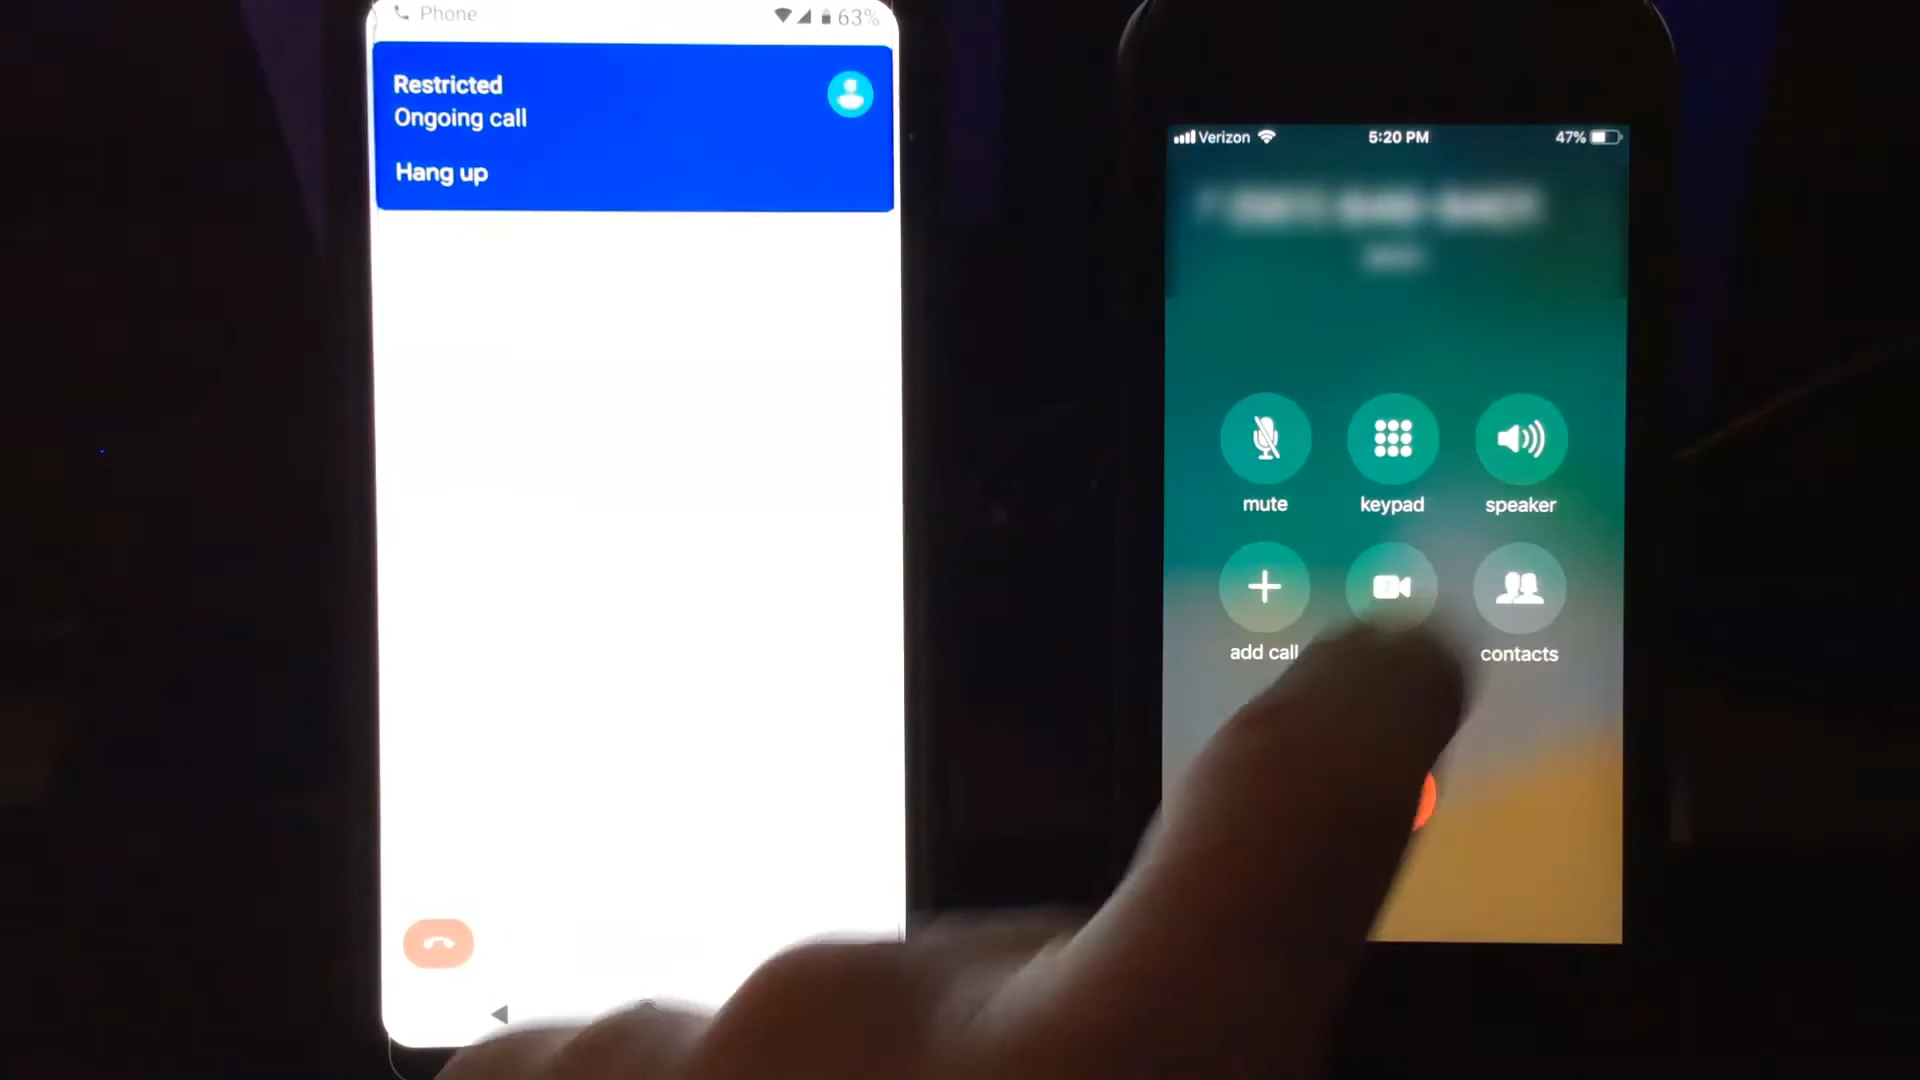 Phone 63%
Restricted
Ongoing call
Hang up
Verizon 5:20 PM 47%
mute keypad speaker
add call contacts